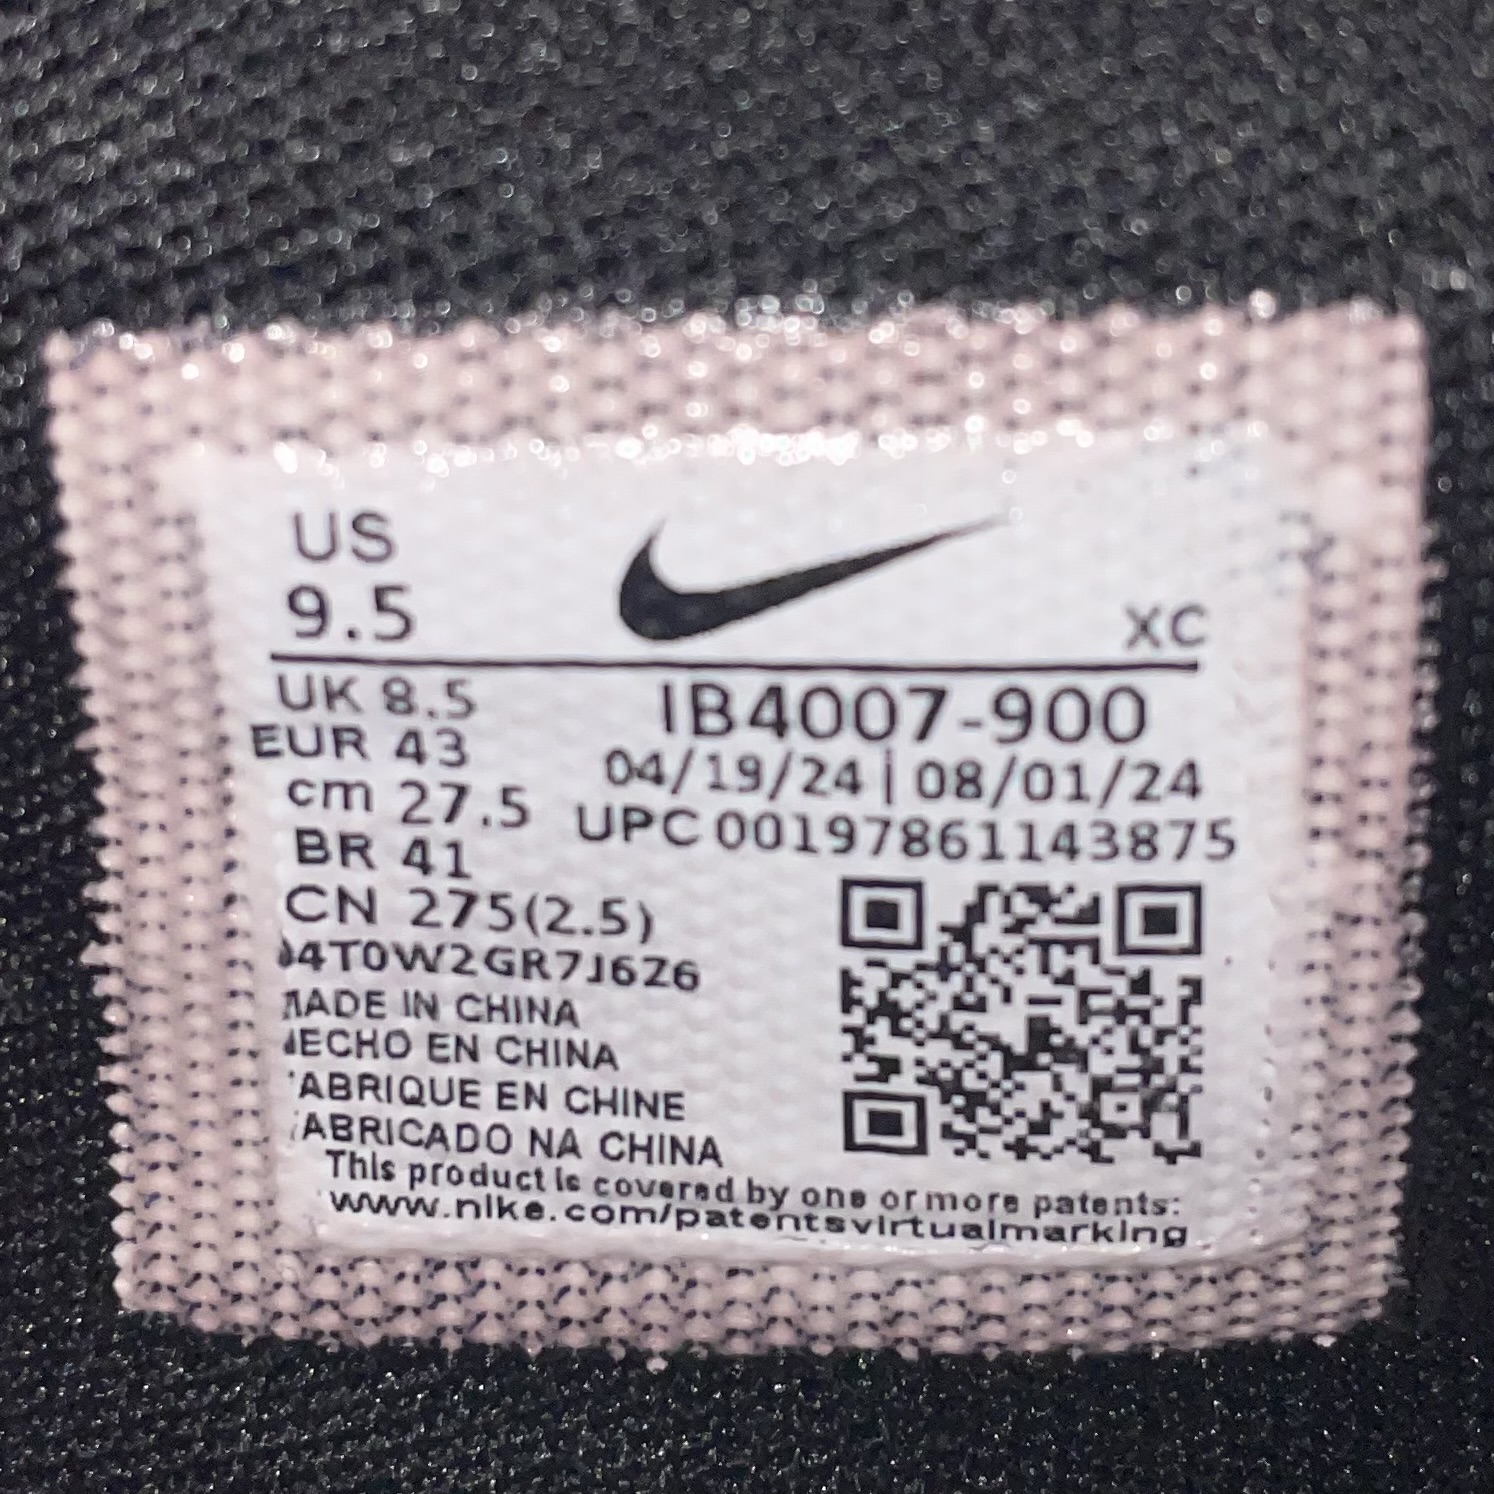 US
9.5
XC
UK 8.5
EUR 43
cm 27.5
BR 41
CN 275(2.5)
IB4007-900
04/19/24 | 08/01/24
UPC 00197861143875
4T0W2GR7J6Z6
MADE IN CHINA
HECHO EN CHINA
FABRIQUE EN CHINE
FABRICADO NA CHINA
This product is covered by one or more patents:
www.nike.com/patentsvirtualmarking